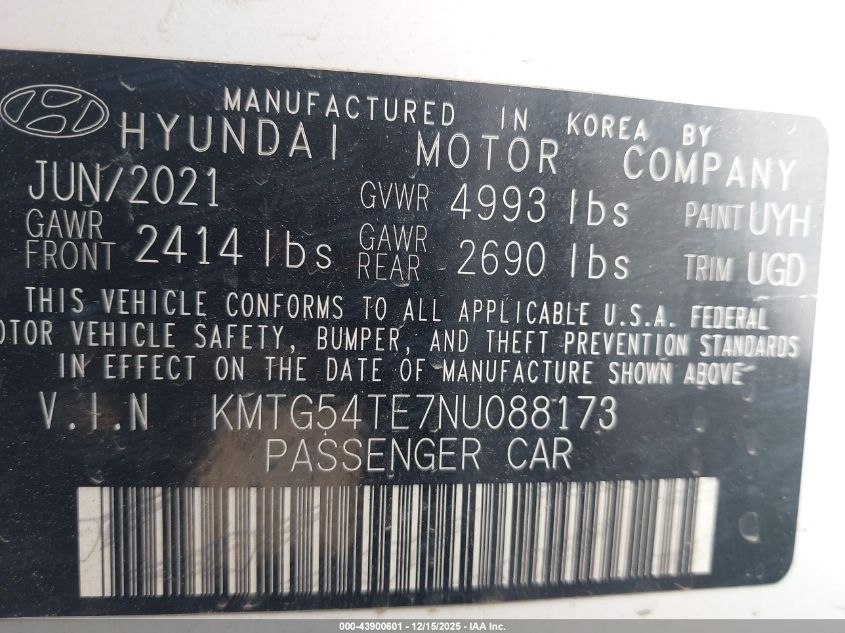 MANUFACTURED IN KOREA BY
HYUNDAI MOTOR COMPANY
JUN/2021 GVWR 4993 lbs PAINT UYH
GAWR FRONT 2414 lbs GAWR REAR 2690 lbs TRIM UGD
THIS VEHICLE CONFORMS TO ALL APPLICABLE U.S.A. FEDERAL
OTOR VEHICLE SAFETY, BUMPER, AND THEFT PREVENTION STANDARDS
IN EFFECT ON THE DATE OF MANUFACTURE SHOWN ABOVE
V.I.N KMTG54TE7NU088173
PASSENGER CAR
000-43900601 - 12/15/2025 - IAA Inc.